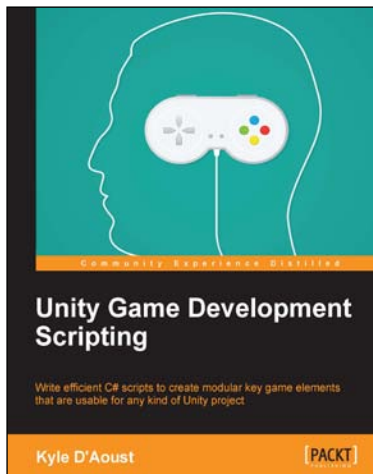 Community Experience Distilled
Unity Game Development
Scripting
Write efficient C# scripts to create modular key game elements
that are usable for any kind of Unity project
Kyle D'Aoust
[PACKT]
PUBLISHING